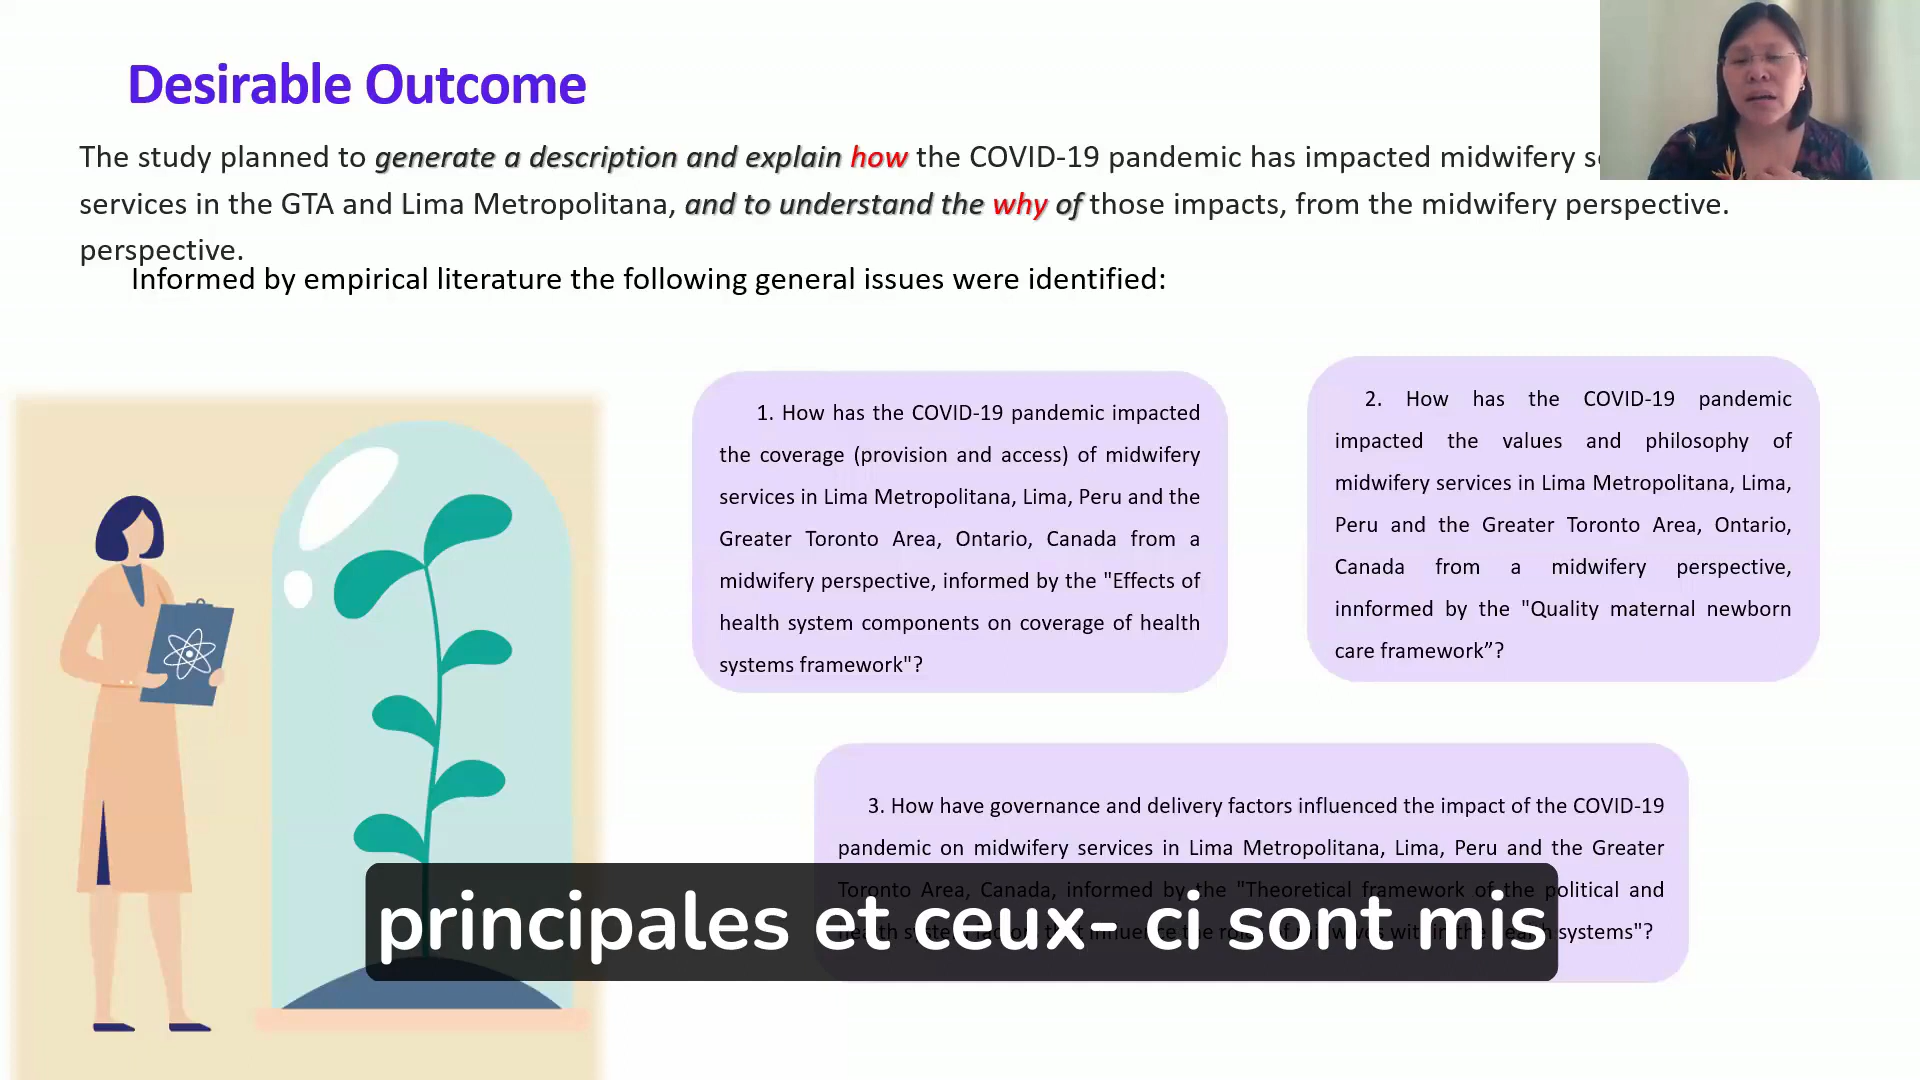 Desirable Outcome
The study planned to generate a description and explain how the COVID-19 pandemic has impacted midwifery
services in the GTA and Lima Metropolitana, and to understand the why of those impacts, from the midwifery perspective.
perspective.
Informed by empirical literature the following general issues were identified:
1. How has the COVID-19 pandemic impacted
the coverage (provision and access) of midwifery
services in Lima Metropolitana, Lima, Peru and the
Greater Toronto Area, Ontario, Canada from a
midwifery perspective, informed by the "Effects of
health system components on coverage of health
systems framework"?
2. How has the COVID-19 pandemic
impacted the values and philosophy of
midwifery services in Lima Metropolitana, Lima,
Peru and the Greater Toronto Area, Ontario,
Canada from a midwifery perspective,
innformed by the "Quality maternal newborn
care framework”?
3. How have governance and delivery factors influenced the impact of the COVID-19
pandemic on midwifery services in Lima Metropolitana, Lima, Peru and the Greater
Toronto Area, Canada, informed by the "Theoretical framework of the political and
systems"?
principales et ceux- ci sont mis